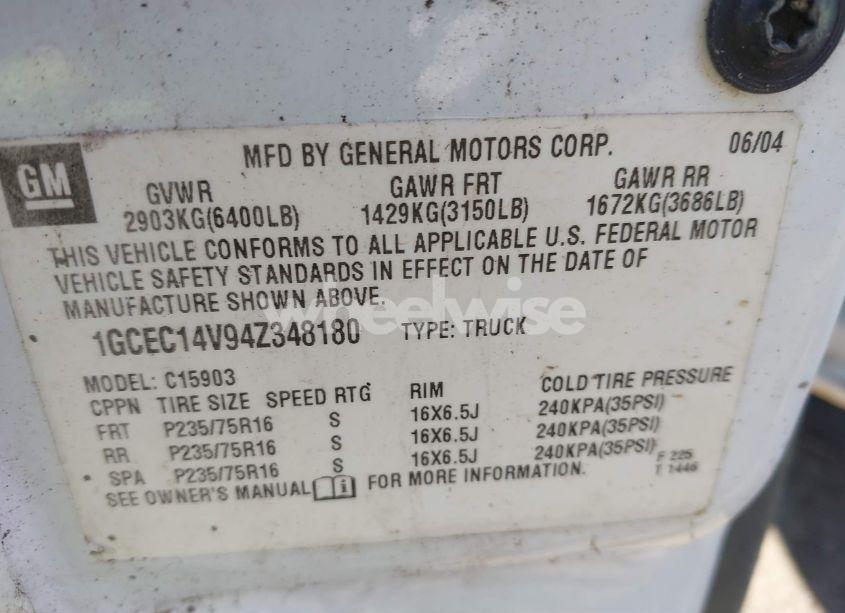 GM
MFD BY GENERAL MOTORS CORP. 06/04
GVWR GAWR FRT GAWR RR
2903KG(6400LB) 1429KG(3150LB) 1672KG(3686LB)
THIS VEHICLE CONFORMS TO ALL APPLICABLE U.S. FEDERAL MOTOR
VEHICLE SAFETY STANDARDS IN EFFECT ON THE DATE OF
MANUFACTURE SHOWN ABOVE.
wheelwise
1GCEC14V94Z348180 TYPE: TRUCK
MODEL: C15903
CPPN TIRE SIZE SPEED RTG RIM COLD TIRE PRESSURE
FRT P235/75R16 S 16X6.5J 240KPA(35PSI)
RR P235/75R16 S 16X6.5J 240KPA(35PSI)
SPA P235/75R16 S 16X6.5J 240KPA(35PSI)
SEE OWNER'S MANUAL i FOR MORE INFORMATION.
F 225
T 1446